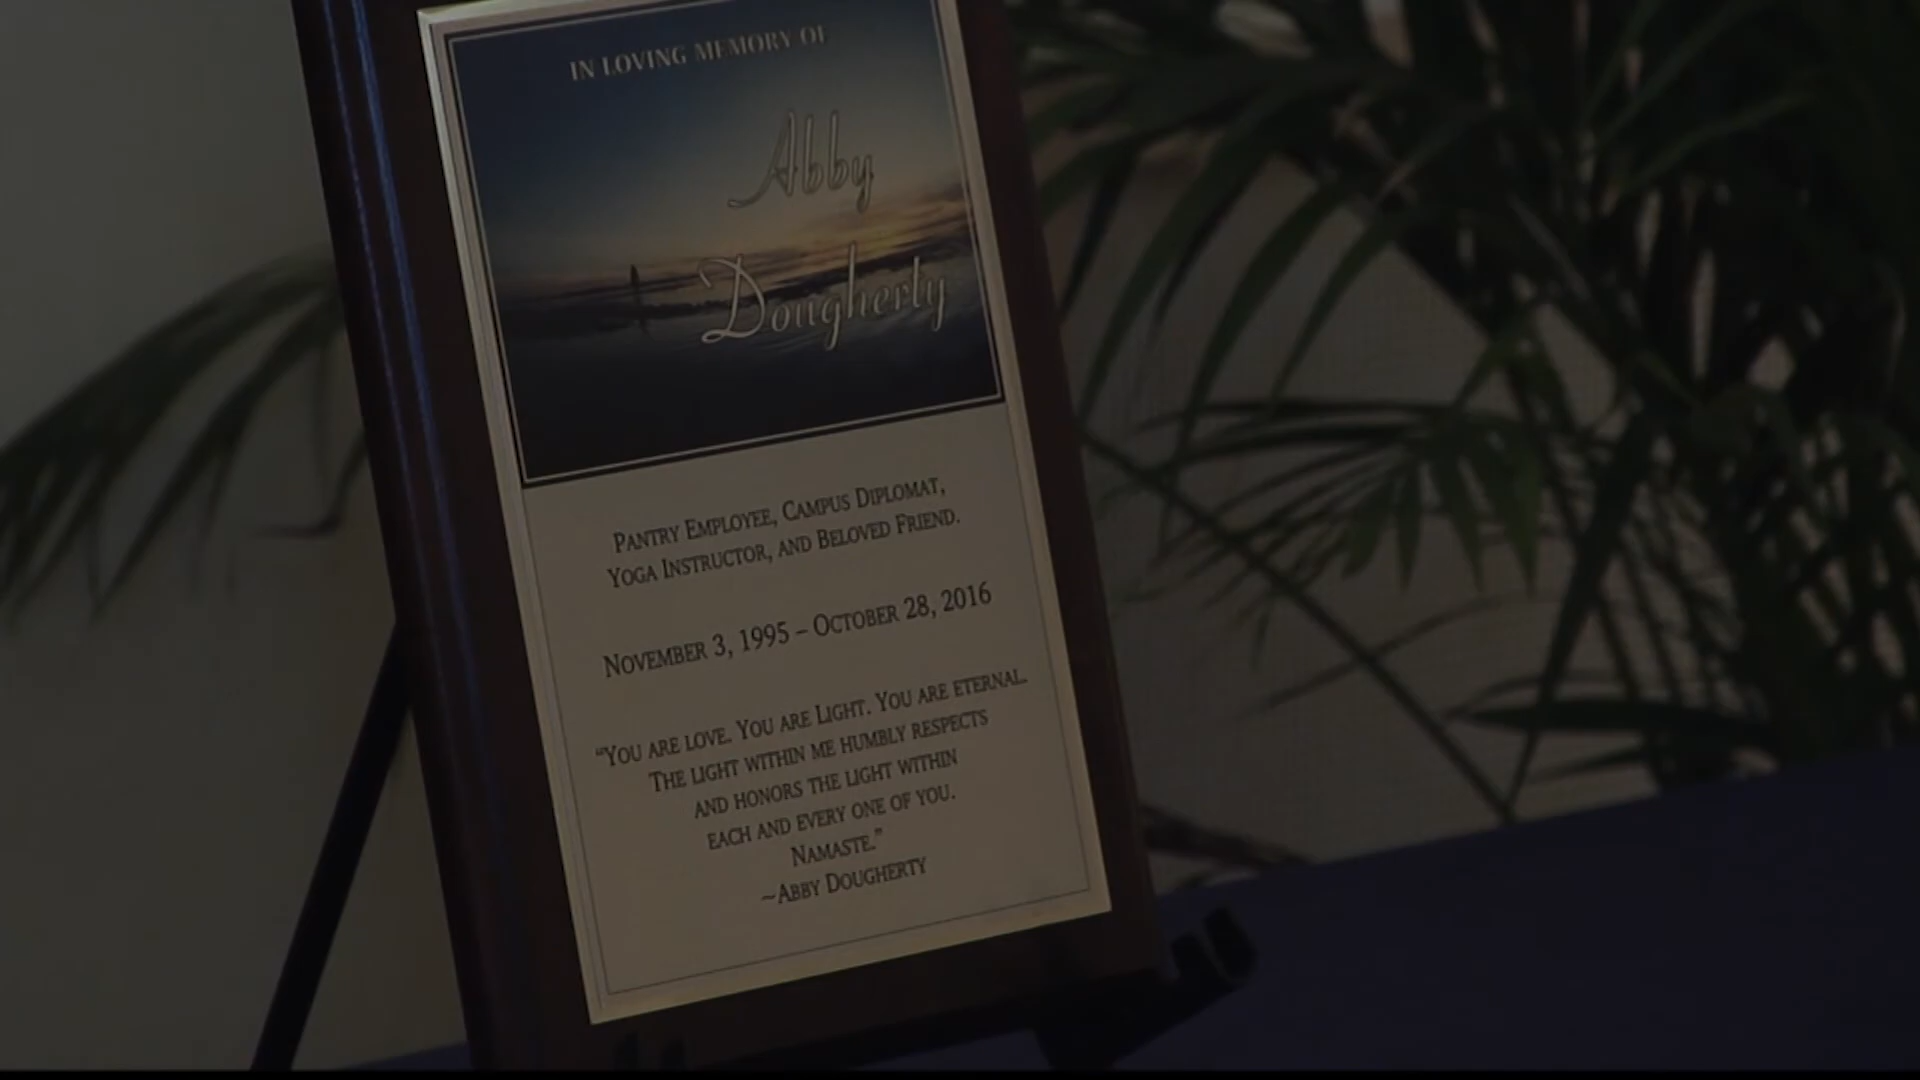 IN LOVING MEMORY OF
Abby
Dougherty
PANTRY EMPLOYEE, CAMPUS DIPLOMAT,
YOGA INSTRUCTOR, AND BELOVED FRIEND.
NOVEMBER 3, 1995 – OCTOBER 28, 2016
“YOU ARE LOVE. YOU ARE LIGHT. YOU ARE ETERNAL.
THE LIGHT WITHIN ME HUMBLY RESPECTS
AND HONORS THE LIGHT WITHIN
EACH AND EVERY ONE OF YOU.
NAMASTE.”
~ABBY DOUGHERTY